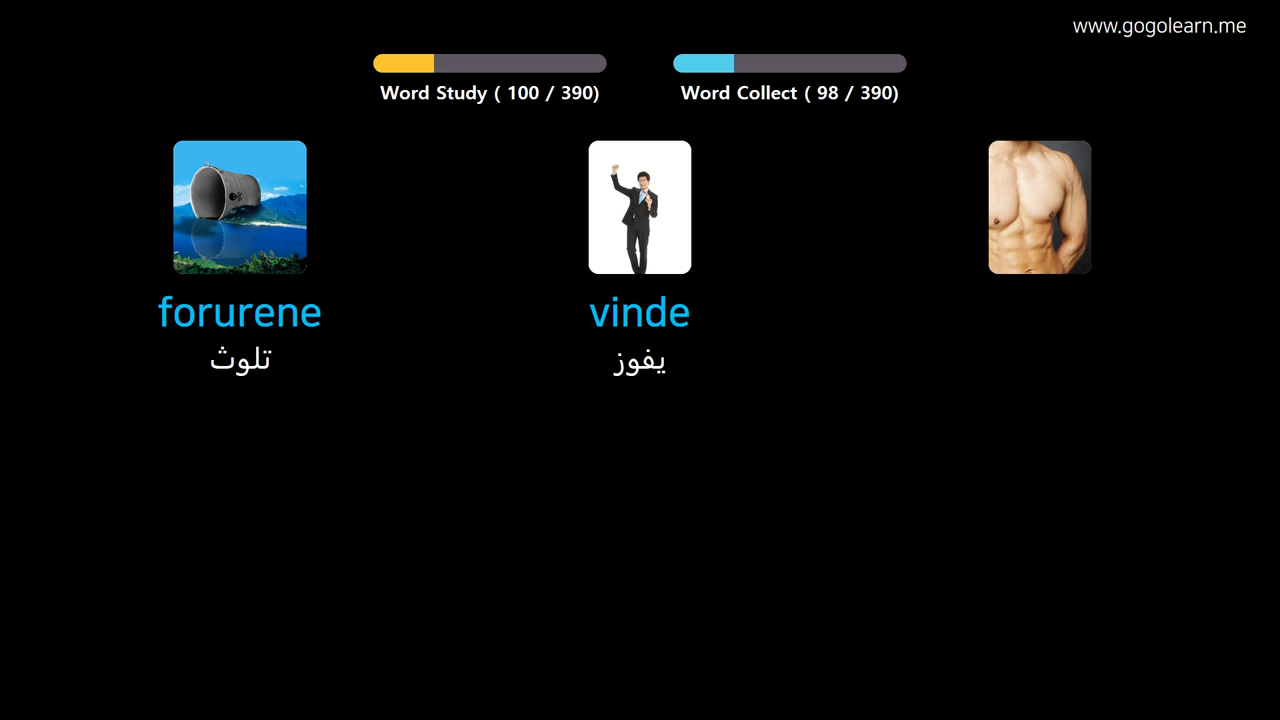 www.gogolearn.me
Word Study ( 100 / 390)
Word Collect ( 98 / 390)
forurene
vinde
تلوث
يفوز